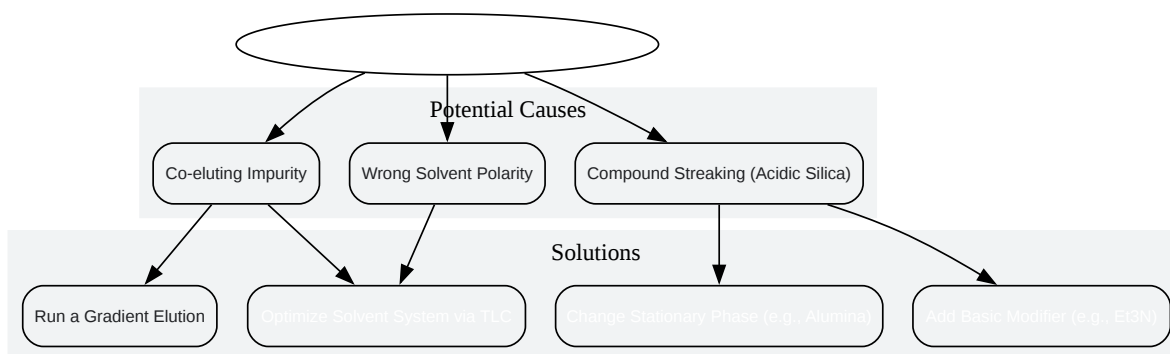 Potential Causes
Co-eluting Impurity
Wrong Solvent Polarity
Compound Streaking (Acidic Silica)
Solutions
Run a Gradient Elution
Optimize Solvent System via TLC
Change Stationary Phase (e.g., Alumina)
Add Basic Modifier (e.g., Et3N)